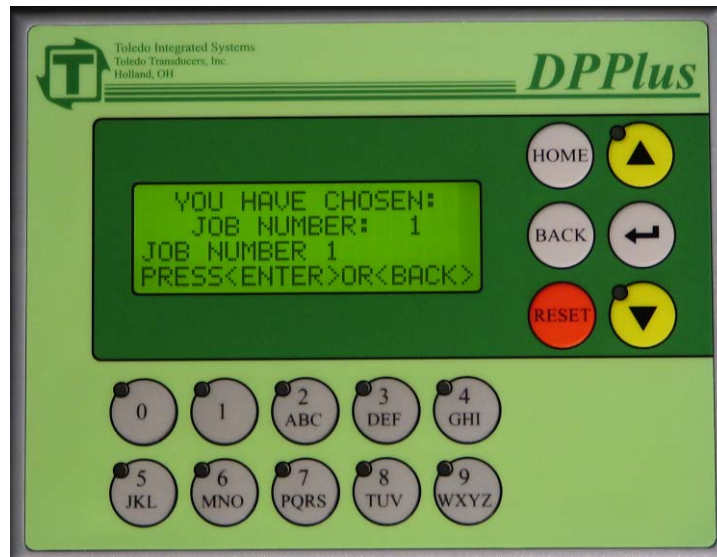 Toledo Integrated Systems
Toledo Transducers, Inc.
Holland, OH
T
DPPlus
HOME
YOU HAVE CHOSEN:
JOB NUMBER: 1
JOB NUMBER 1
PRESS<ENTER>OR<BACK>
BACK
RESET
0
1
2
ABC
3
DEF
4
GHI
5
JKL
6
MNO
7
PQRS
8
TUV
9
WXYZ